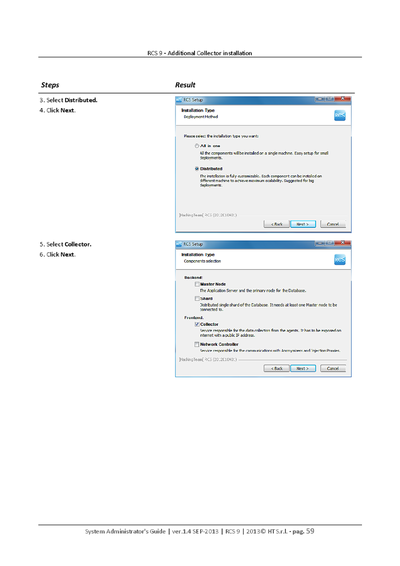 RCS 9 - Additional Collector installation
Steps
Result
3. Select Distributed.
4. Click Next.
RCS Setup
Installation Type
Deployment Method
Please select the installation type you want:
All-in-one
All the components will be installed on a single machine. Easy setup for small
deployments.
Distributed
The installation is fully customizable. Each component can be installed on
different machine to achieve maximum scalability. Suggested for big
deployments.
< Back
Next >
Cancel
5. Select Collector.
6. Click Next.
RCS Setup
Installation Type
Components selection
Backend:
Master Node
The Application Server and the primary node for the Database.
Shard
Distributed single shard of the Database. It needs at least one Master node to be
connected to.
Frontend:
Collector
Service responsible for the data collection from the agents. It has to be exposed on
internet with a public IP address.
Network Controller
Service responsible for the communications with Anonymizers and Injection Proxies.
< Back
Next >
Cancel
System Administrator's Guide | ver.1.4 SEP-2013 | RCS 9 | 2013© HT S.r.l. - pag. 59